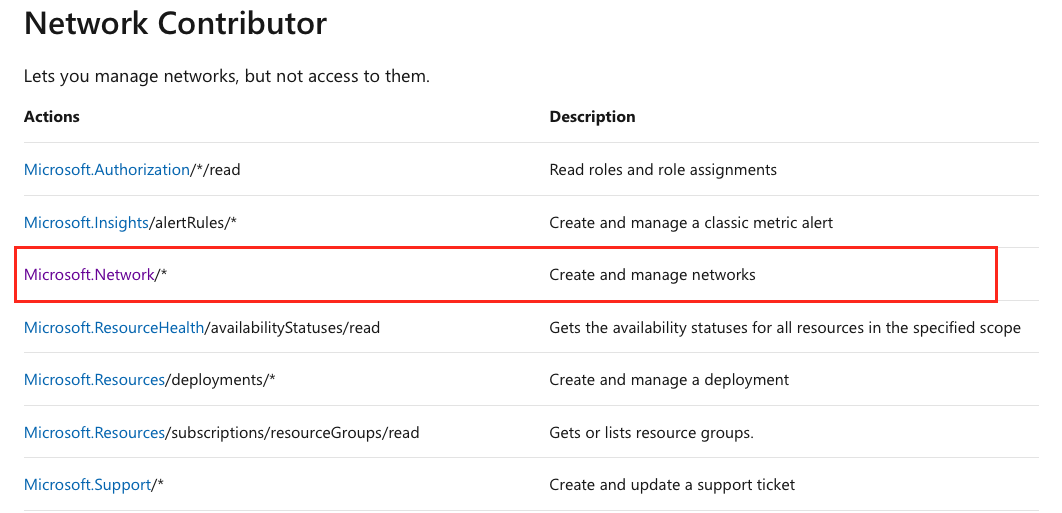 Network Contributor
Lets you manage networks, but not access to them.
Actions Description
Microsoft.Authorization/*/read Read roles and role assignments
Microsoft.Insights/alertRules/* Create and manage a classic metric alert
Microsoft.Network/* Create and manage networks
Microsoft.ResourceHealth/availabilityStatuses/read Gets the availability statuses for all resources in the specified scope
Microsoft.Resources/deployments/* Create and manage a deployment
Microsoft.Resources/subscriptions/resourceGroups/read Gets or lists resource groups.
Microsoft.Support/* Create and update a support ticket